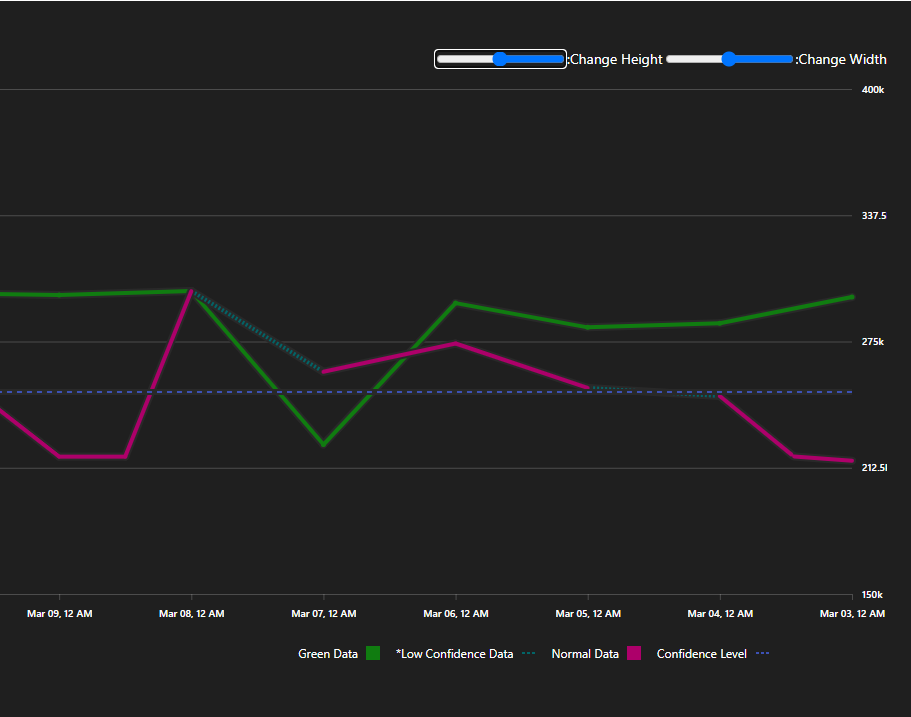 :Change Height :Change Width
400k
337.5
275k
212.5l
150k
Mar 09, 12 AM Mar 08, 12 AM Mar 07, 12 AM Mar 06, 12 AM Mar 05, 12 AM Mar 04, 12 AM Mar 03, 12 AM
Green Data *Low Confidence Data Normal Data Confidence Level